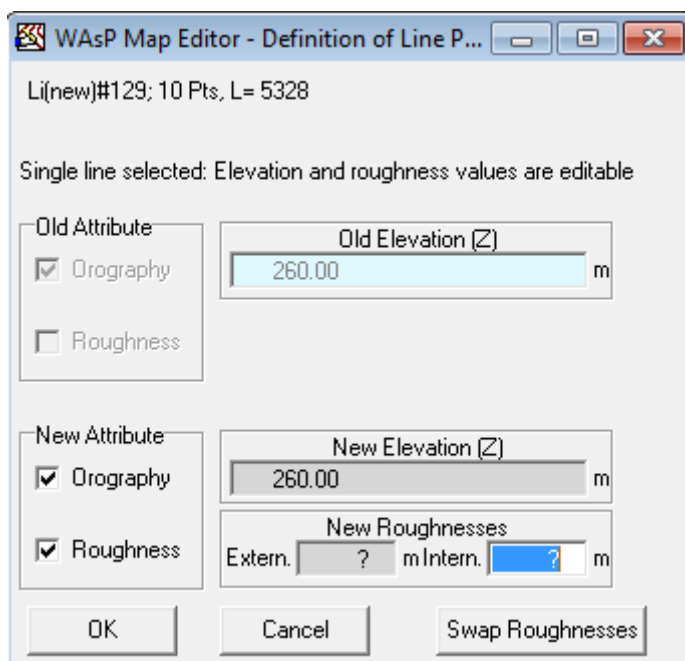 WAsP Map Editor - Definition of Line P...
Li(new)#129; 10 Pts, L= 5328
Single line selected: Elevation and roughness values are editable
Old Attribute
Orography
Roughness
Old Elevation (Z)
260.00 m
New Attribute
Orography
Roughness
New Elevation (Z)
260.00 m
New Roughnesses
Extern. ? m Intern. ? m
OK Cancel Swap Roughnesses